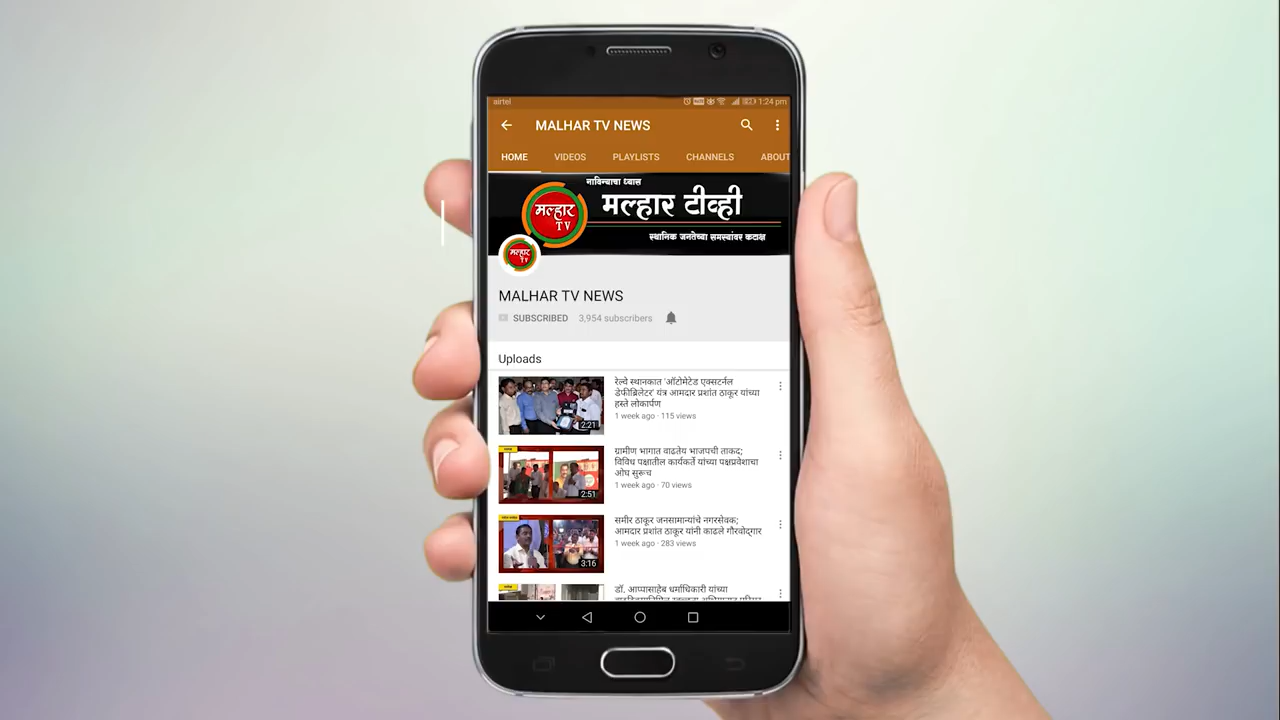 airtel
1:24 pm
MALHAR TV NEWS
HOME VIDEOS PLAYLISTS CHANNELS ABOUT
नाविन्याचा ध्यास
मल्हार टीव्ही
मल्हार
TV
स्थानिक जनतेच्या समस्यांवर कटाक्ष
मल्हार
TV
MALHAR TV NEWS
SUBSCRIBED 3,954 subscribers
Uploads
रेल्वे स्थानकात 'ऑटोमेटेड एक्सटर्नल
डेफीब्रिलेटर' यंत्र आमदार प्रशांत ठाकूर यांच्या
हस्ते लोकार्पण
1 week ago · 115 views
2:21
ग्रामीण भागात वाढतेय भाजपची ताकद;
विविध पक्षातील कार्यकर्ते यांच्या पक्षप्रवेशाचा
ओघ सुरूच
1 week ago · 70 views
2:51
समीर ठाकूर जनसामान्यांचे नगरसेवक;
आमदार प्रशांत ठाकूर यांनी काढले गौरवोद्गार
1 week ago · 283 views
3:16
डॉ. आप्पासाहेब धर्माधिकारी यांच्या